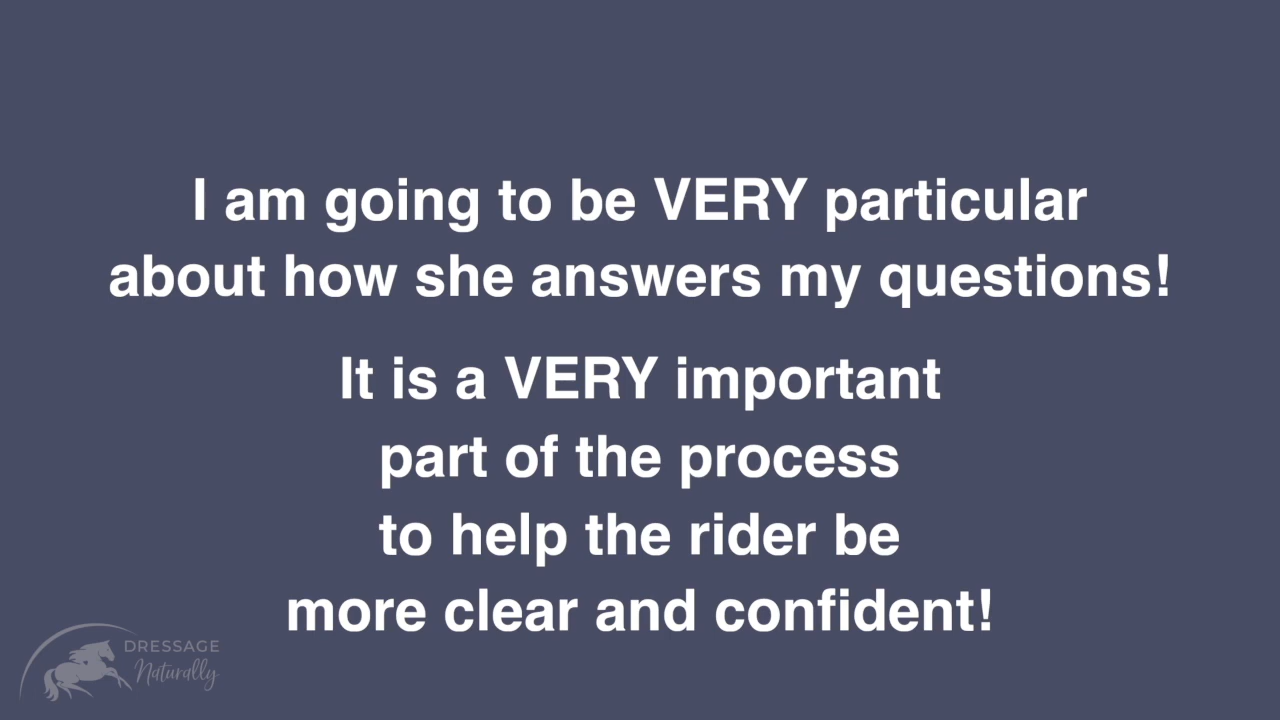 I am going to be VERY particular
about how she answers my questions!
It is a VERY important
part of the process
to help the rider be
more clear and confident!
DRESSAGE
Naturally